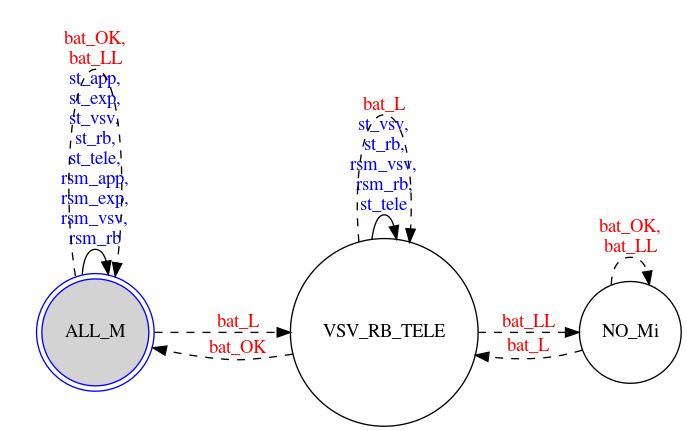 bat_OK,
bat_LL
st_app,
st_exp,
st_vsv,
st_rb,
st_tele,
rsm_app,
rsm_exp,
rsm_vsv,
rsm_rb
ALL_M
bat_L
bat_OK
bat_L
st_vsv,
st_rb,
rsm_vsv,
rsm_rb,
st_tele
VSV_RB_TELE
bat_LL
bat_L
bat_OK,
bat_LL
NO_Mi